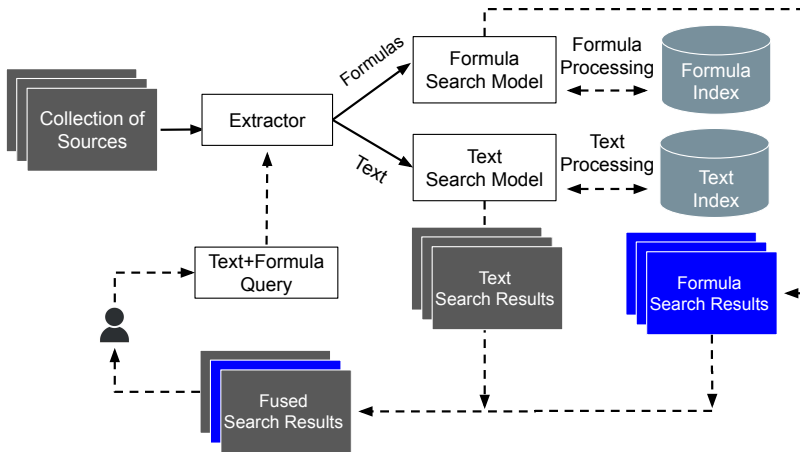 Collection of
Sources
Extractor
Formulas
Text
Formula
Search Model
Formula
Processing
Formula
Index
Text
Search Model
Text
Processing
Text
Index
Text+Formula
Query
Text
Search Results
Formula
Search Results
Fused
Search Results